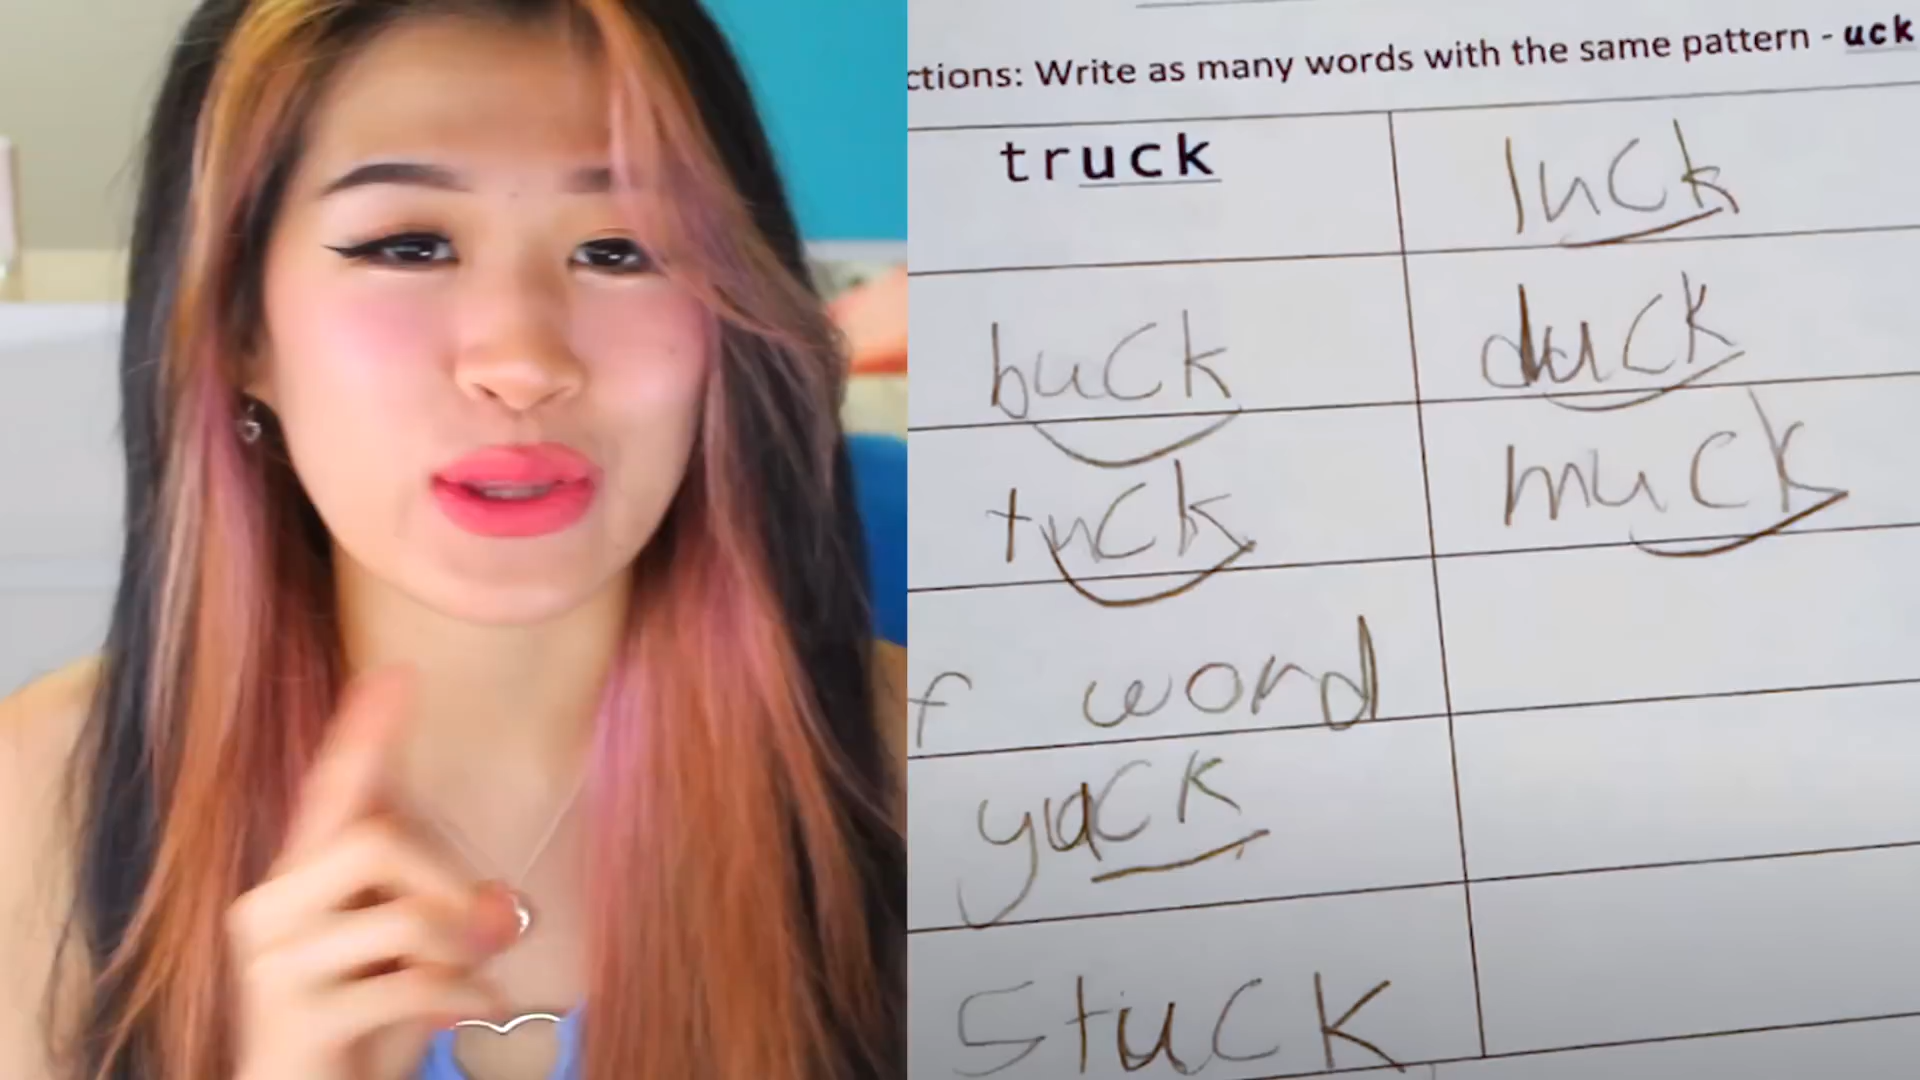 ctions: Write as many words with the same pattern - uck
truck
luck
buck
duck
tuck
muck
f word
yuck
stuck